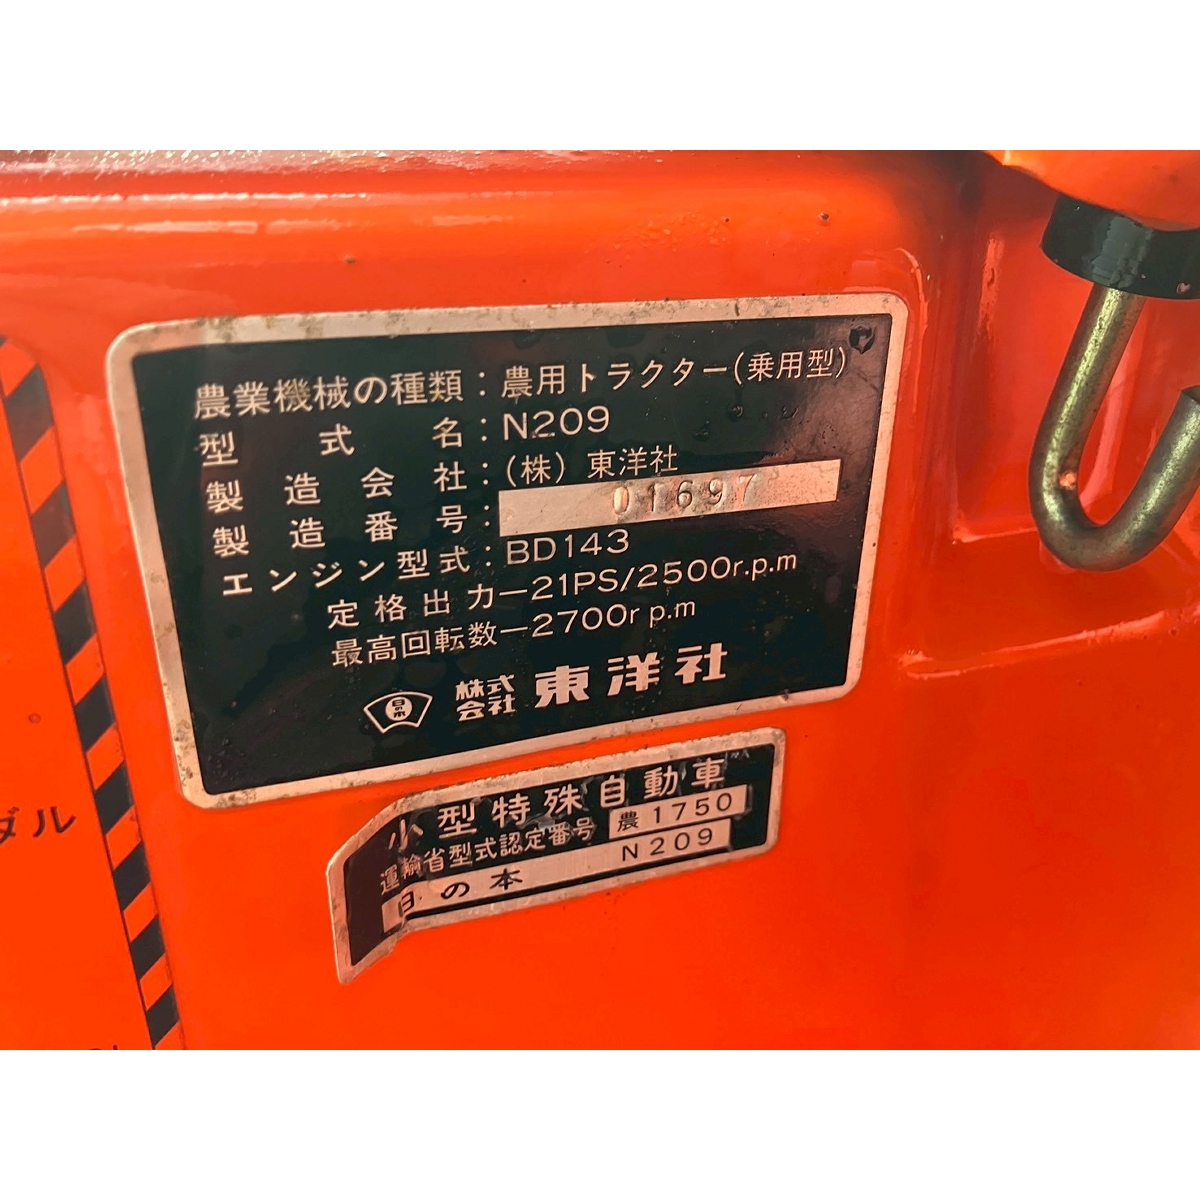 農業機械の種類:農用トラクター(乗用型)
型式名:N209
製造会社:(株)東洋社
製造番号:01697
エンジン型式:BD143
定格出力ー21PS/2500r.p.m
最高回転数ー2700r p.m
日の本 株式会社 東洋社
小型特殊自動車
運輸省型式認定番号 農1750
日の本 N209
ダル